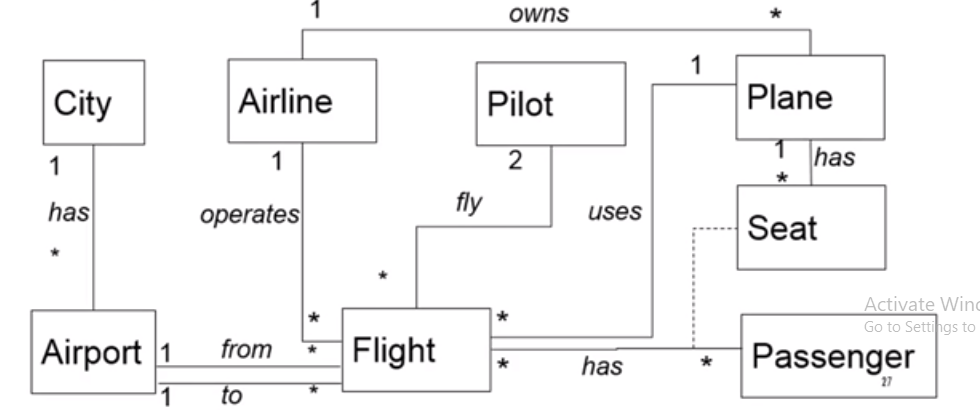 1 owns *
City
Airline
Pilot
1
Plane
1
1
2
1 has
*
has
operates
fly
uses
Seat
*
*
Activate Winc
Go to Settings to
*
*
Airport
1 from *
Flight
*
has *
Passenger
27
1 to *